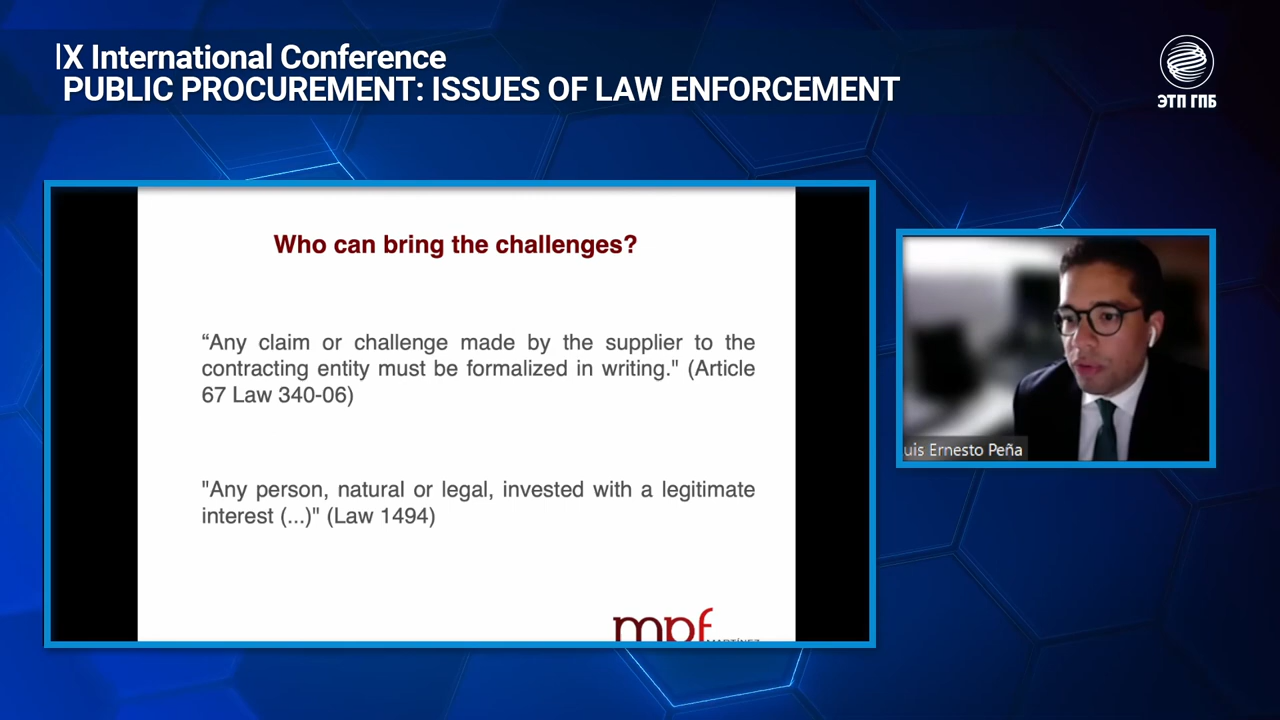 IX International Conference
PUBLIC PROCUREMENT: ISSUES OF LAW ENFORCEMENT
ЭТП ГПБ
Who can bring the challenges?
“Any claim or challenge made by the supplier to the
contracting entity must be formalized in writing." (Article
67 Law 340-06)
"Any person, natural or legal, invested with a legitimate
interest (...)" (Law 1494)
mpf
uis Ernesto Peña